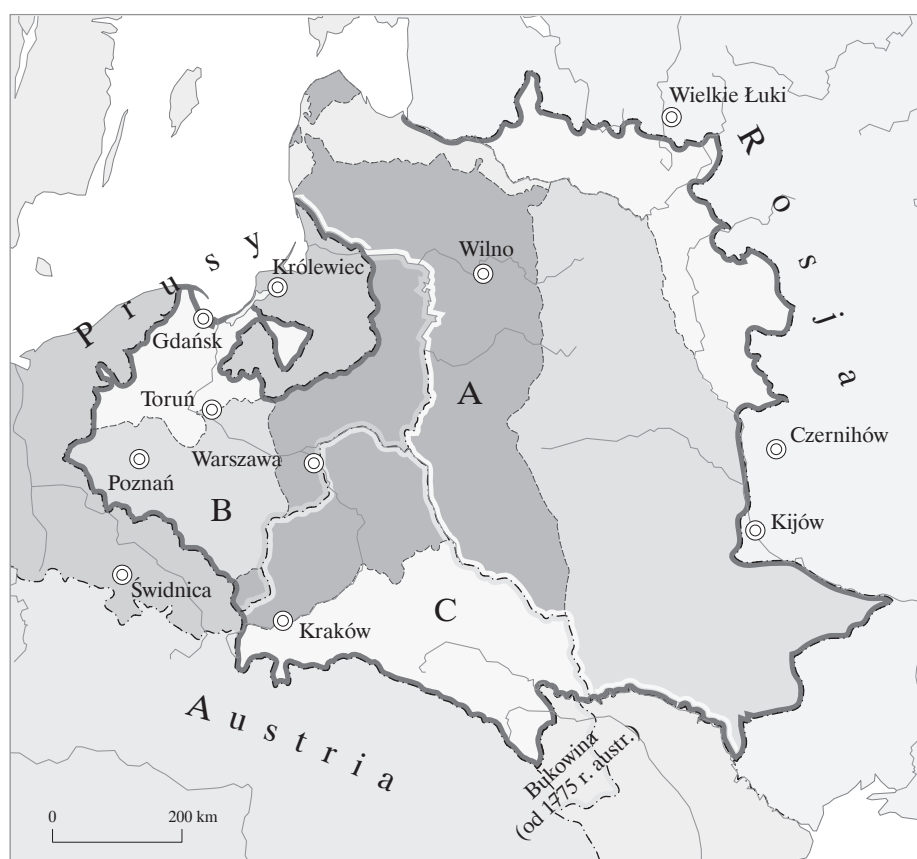 Wielkie Łuki
Rosja
Wilno
Prusy
Królewiec
Gdańsk
A
Toruń
Warszawa
Czernihów
Poznań
B
Kijów
Świdnica
C
Kraków
Austria
Bukowina
(od 1775 r. austr.)
0 200 km